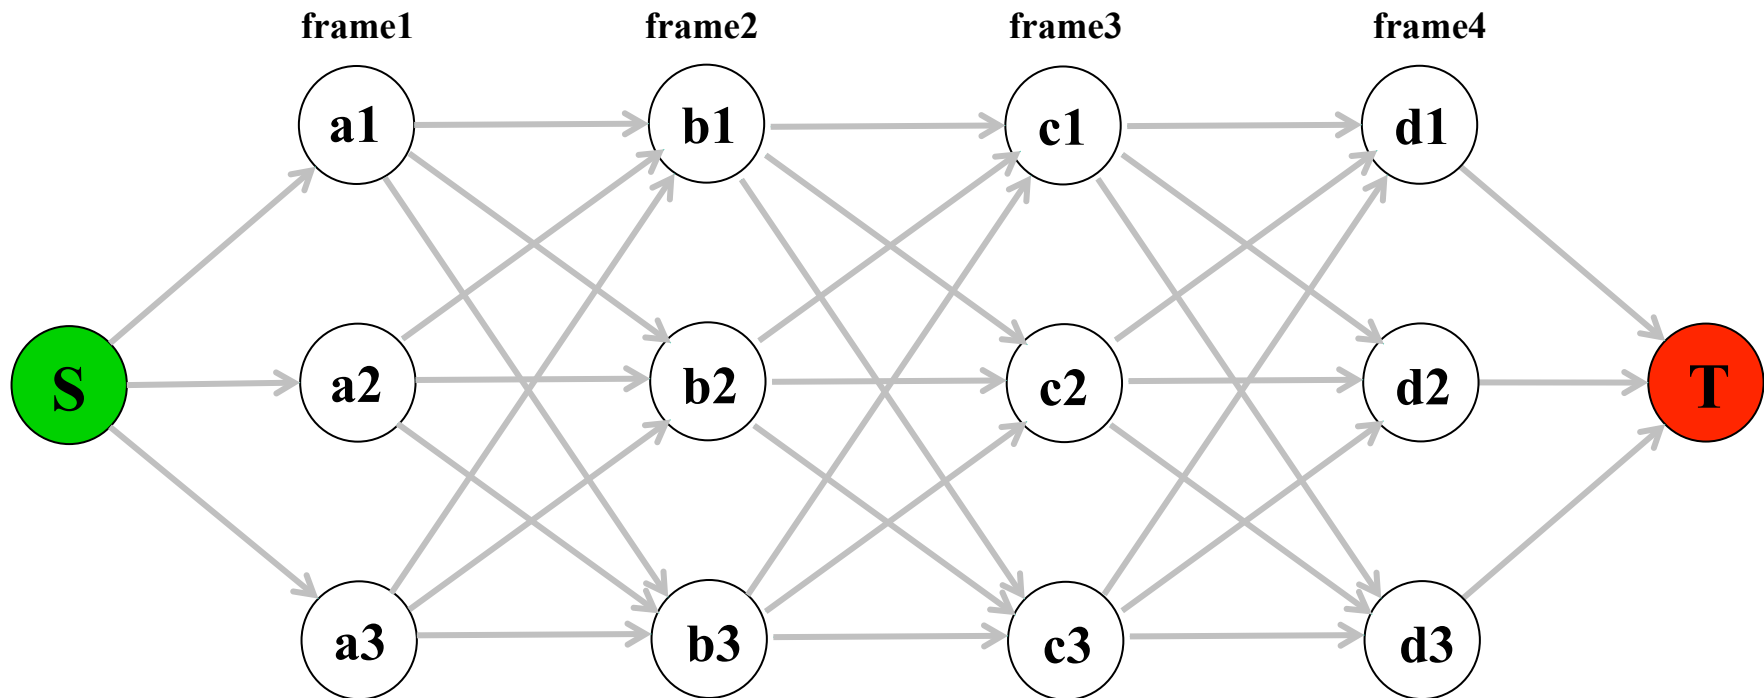 frame1 frame2 frame3 frame4
a1 b1 c1 d1
S a2 b2 c2 d2 T
a3 b3 c3 d3